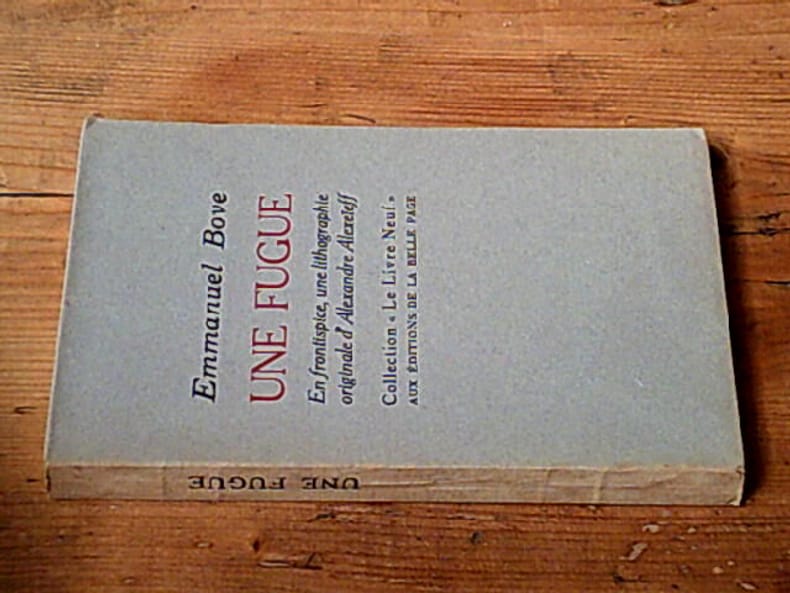 Emmanuel Bove
UNE FUGUE
En frontispice, une lithographie
originale d'Alexandre Alexeïeff
Collection « Le Livre Neuf »
AUX ÉDITIONS DE LA BELLE PAGE
UNE FUGUE